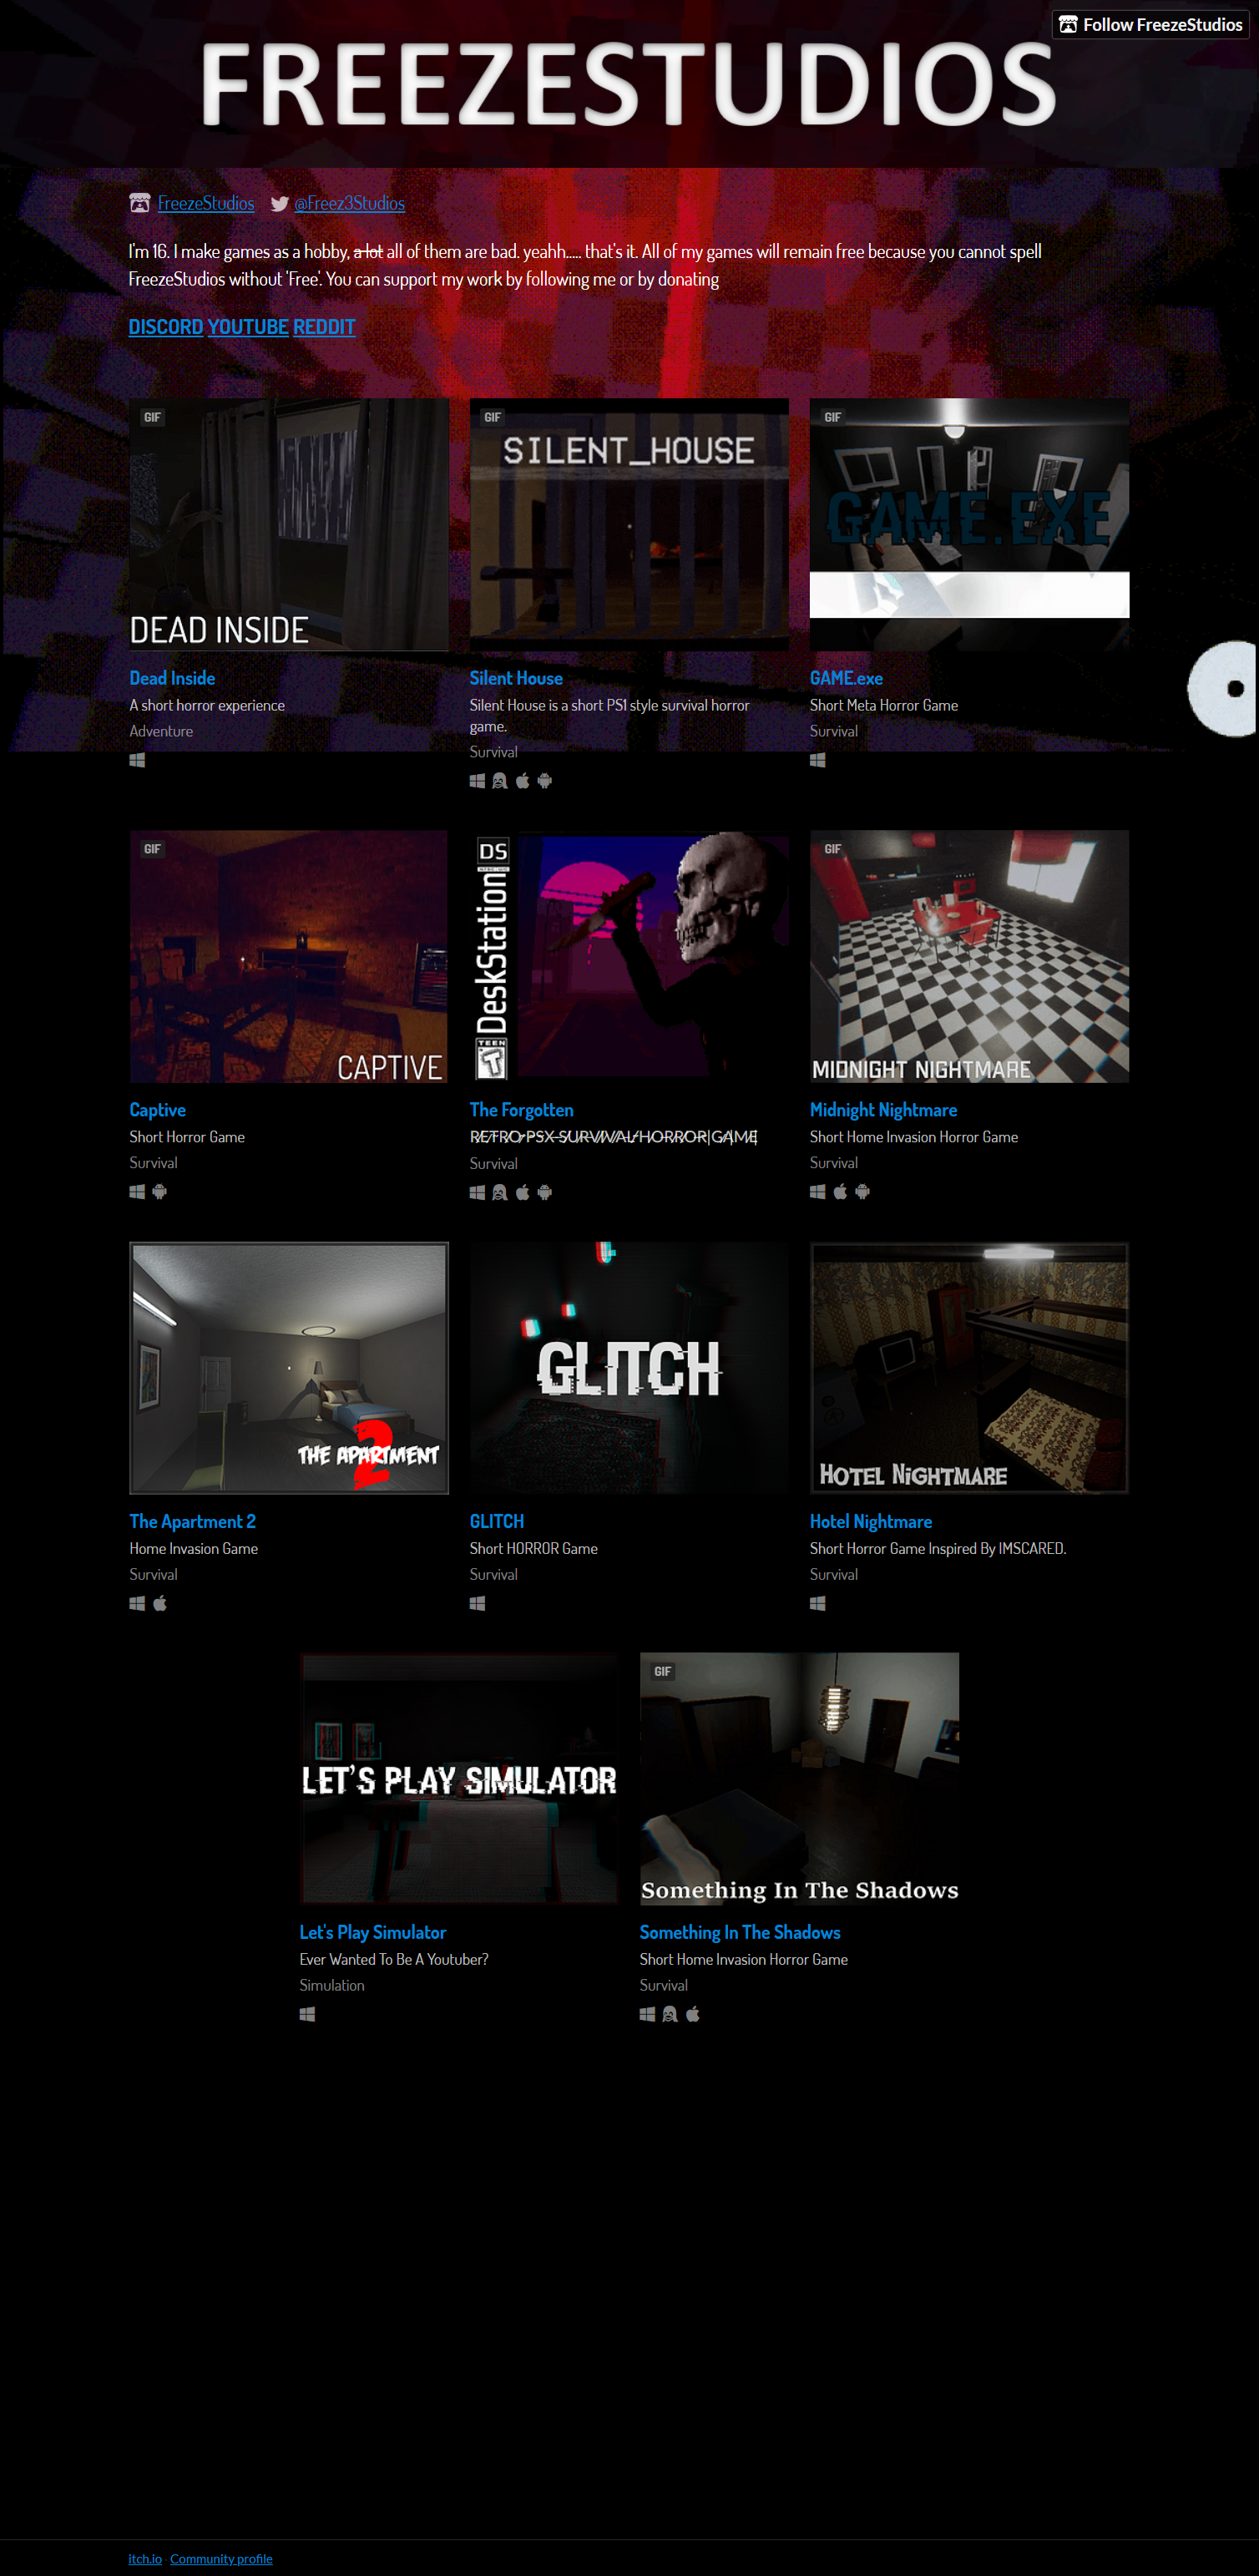 Follow FreezeStudios
FREEZESTUDIOS
FreezeStudios @Freez3Studios
I'm 16. I make games as a hobby, a lot all of them are bad. yeahh..... that's it. All of my games will remain free because you cannot spell
FreezeStudios without 'Free'. You can support my work by following me or by donating
DISCORD YOUTUBE REDDIT
GIF
DEAD INSIDE
Dead Inside
A short horror experience
Adventure
GIF
SILENT_HOUSE
Silent House
Silent House is a short PS1 style survival horror
game.
Survival
GIF
GAME.EXE
GAME.exe
Short Meta Horror Game
Survival
GIF
CAPTIVE
Captive
Short Horror Game
Survival
DS
DeskStation
TEEN
T
The Forgotten
RETRO PSX SURVIVAL HORROR GAME
Survival
GIF
MIDNIGHT NIGHTMARE
Midnight Nightmare
Short Home Invasion Horror Game
Survival
THE APARTMENT
2
The Apartment 2
Home Invasion Game
Survival
GLITCH
GLITCH
Short HORROR Game
Survival
HOTEL NiGHTMARE
Hotel Nightmare
Short Horror Game Inspired By IMSCARED.
Survival
LET'S PLAY SIMULATOR
Let's Play Simulator
Ever Wanted To Be A Youtuber?
Simulation
GIF
Something In The Shadows
Something In The Shadows
Short Home Invasion Horror Game
Survival
itch.io · Community profile